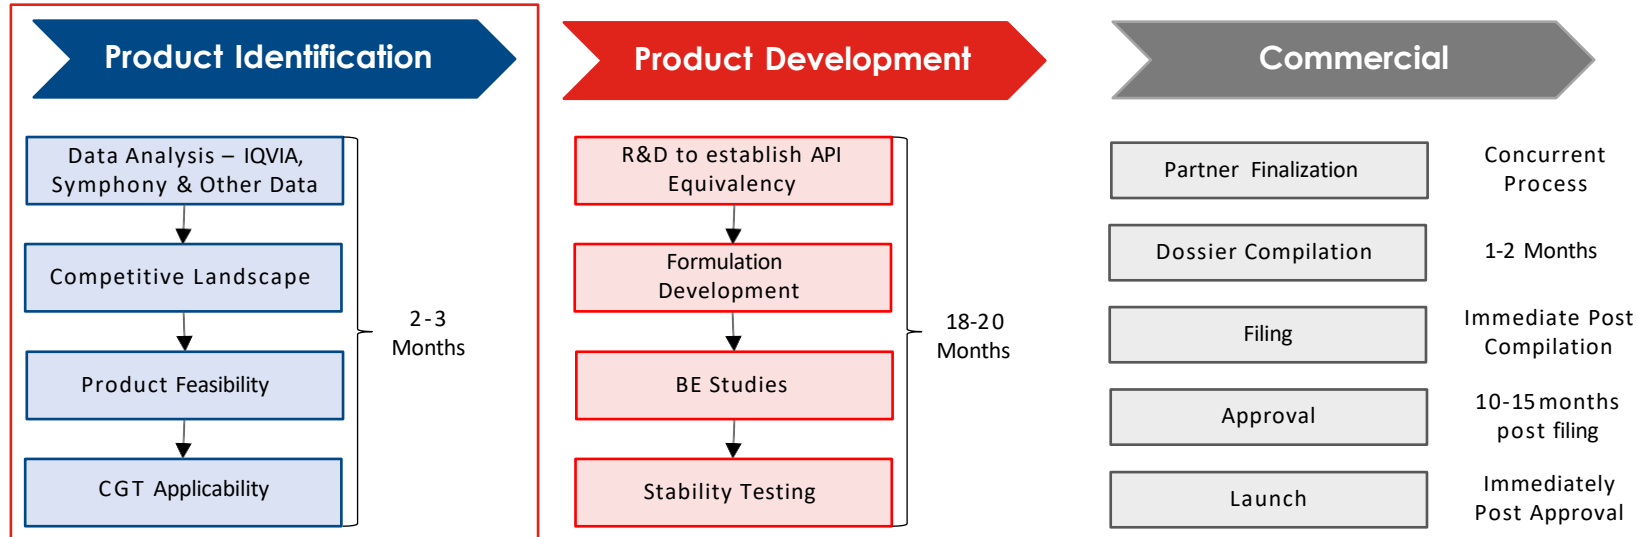 Product Identification
Data Analysis – IQVIA,
Symphony & Other Data
Competitive Landscape
Product Feasibility
CGT Applicability
2-3
Months
Product Development
R&D to establish API
Equivalency
Formulation
Development
BE Studies
Stability Testing
18-20
Months
Commercial
Partner Finalization
Concurrent
Process
Dossier Compilation
1-2 Months
Filing
Immediate Post
Compilation
Approval
10-15 months
post filing
Launch
Immediately
Post Approval